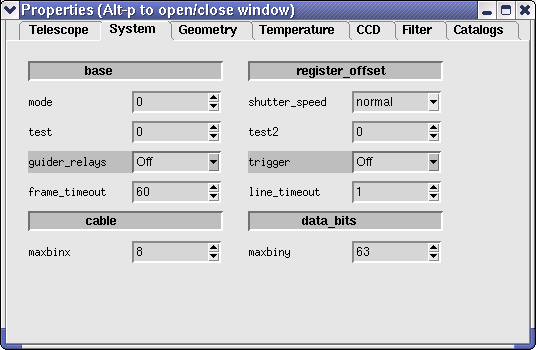 Properties (Alt-p to open/close window)
Telescope System Geometry Temperature CCD Filter Catalogs
base register_offset
mode 0 shutter_speed normal
test 0 test2 0
guider_relays Off trigger Off
frame_timeout 60 line_timeout 1
cable data_bits
maxbinx 8 maxbiny 63